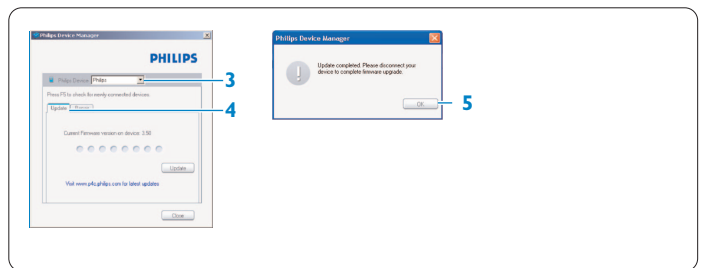 Philips Device Manager
PHILIPS
Philips Device Philips
3
Press F5 to check for newly connected devices.
Update Repair
4
Current Firmware version on device: 3.50
Update
Visit www.p4c.philips.com for latest updates
Close
Philips Device Manager
Update completed. Please disconnect your
device to complete firmware upgrade.
OK
5